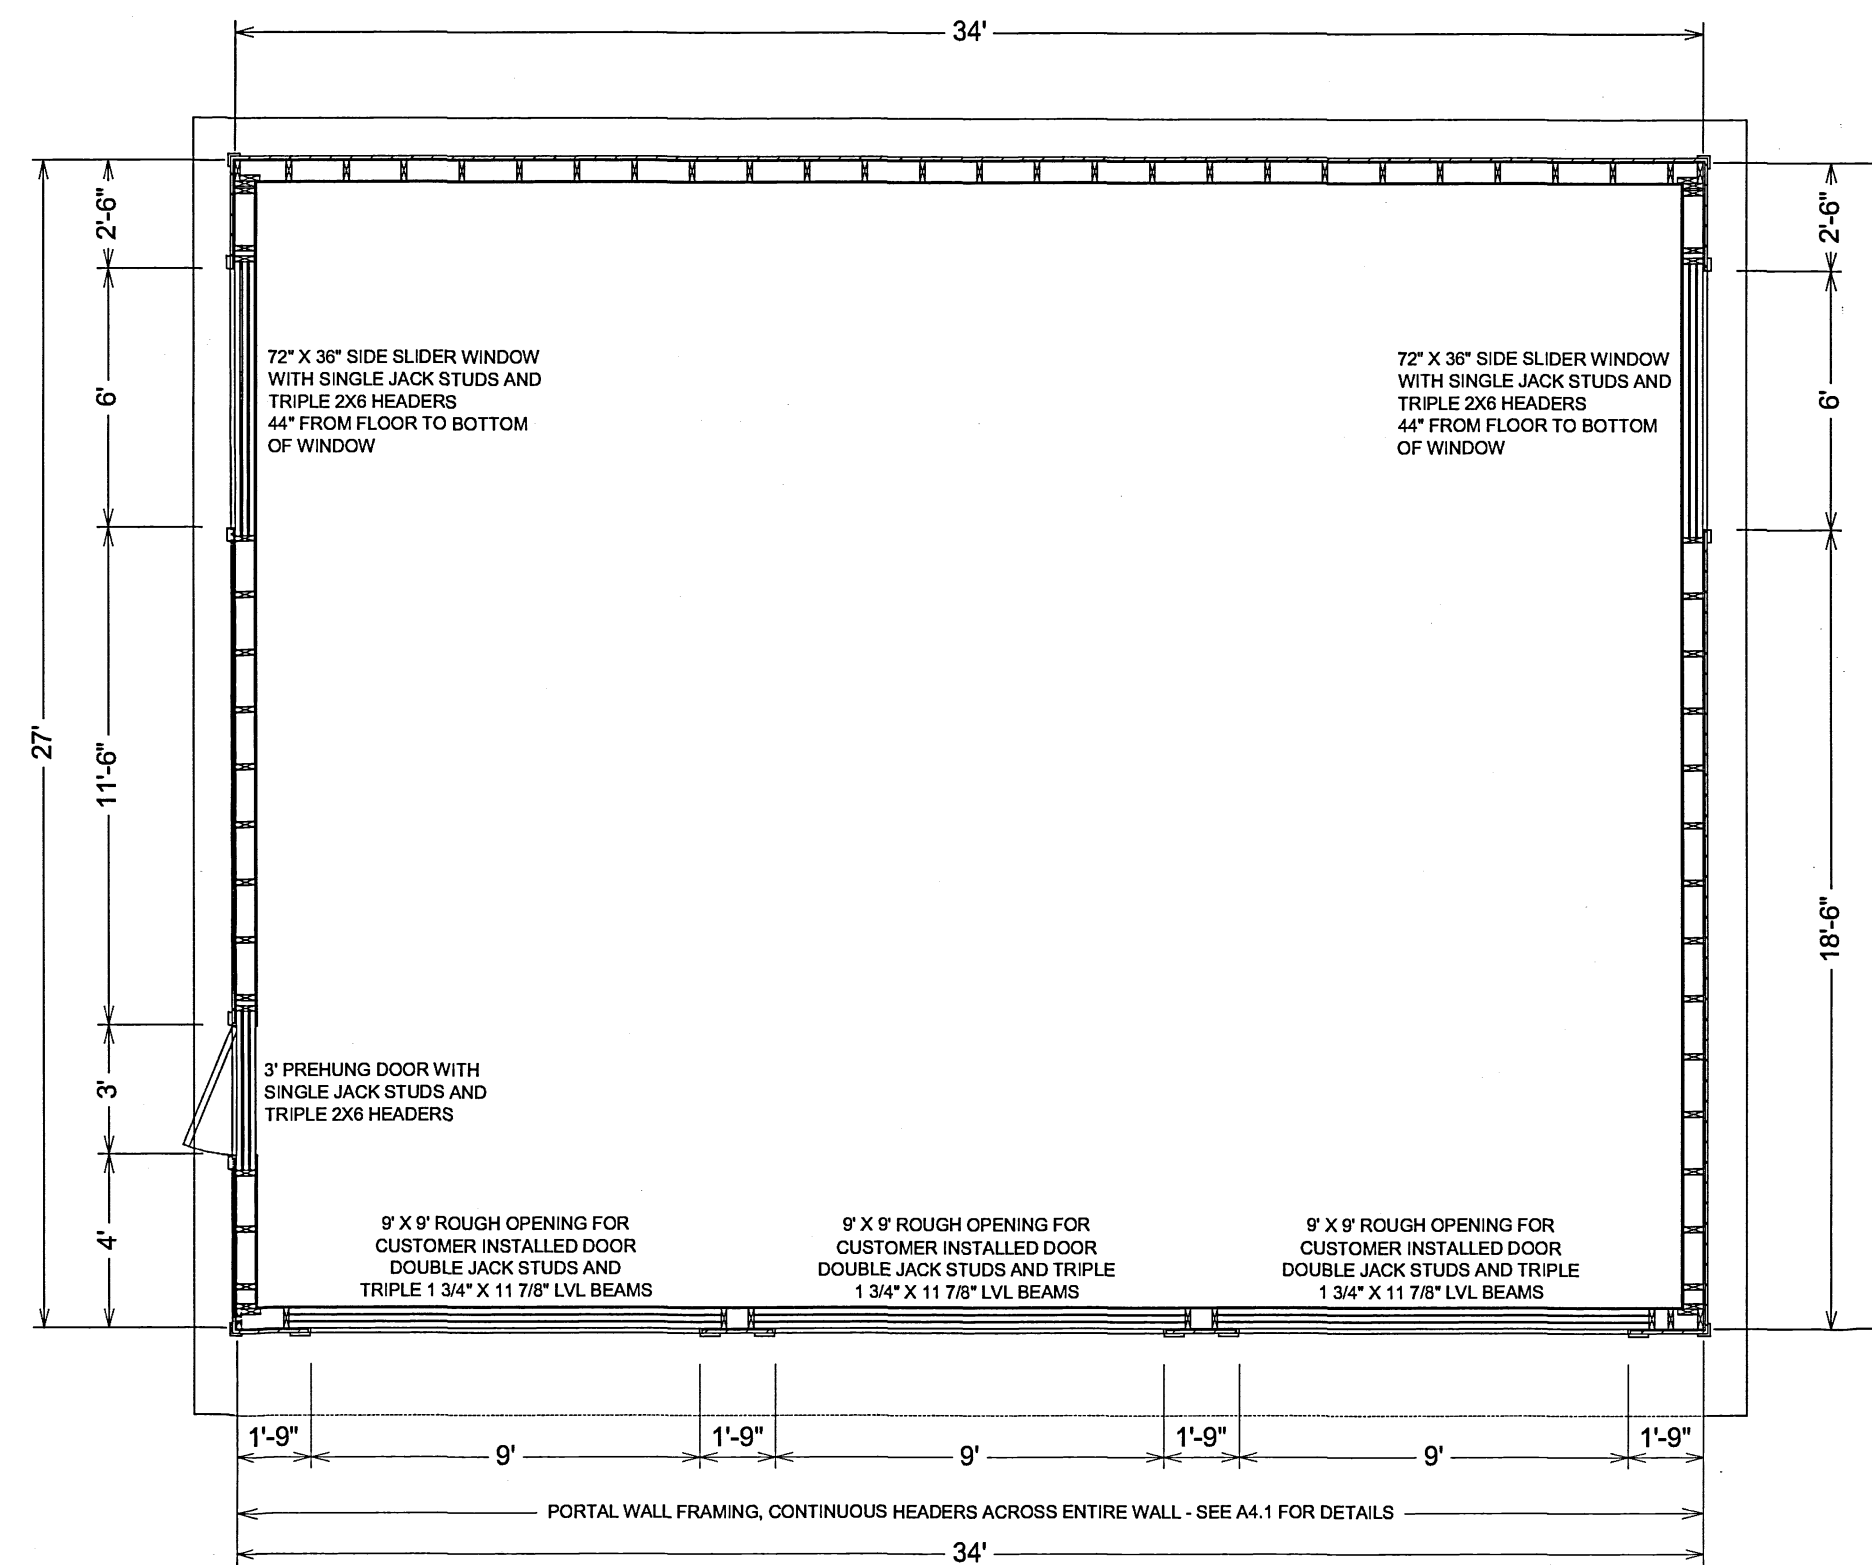 34'
2'-6"
2'-6"
72" X 36" SIDE SLIDER WINDOW
WITH SINGLE JACK STUDS AND
TRIPLE 2X6 HEADERS
44" FROM FLOOR TO BOTTOM
OF WINDOW
72" X 36" SIDE SLIDER WINDOW
WITH SINGLE JACK STUDS AND
TRIPLE 2X6 HEADERS
44" FROM FLOOR TO BOTTOM
OF WINDOW
6'
6'
27'
11'-6"
18'-6"
3'
3' PREHUNG DOOR WITH
SINGLE JACK STUDS AND
TRIPLE 2X6 HEADERS
4'
9' X 9' ROUGH OPENING FOR
CUSTOMER INSTALLED DOOR
DOUBLE JACK STUDS AND
TRIPLE 1 3/4" X 11 7/8" LVL BEAMS
9' X 9' ROUGH OPENING FOR
CUSTOMER INSTALLED DOOR
DOUBLE JACK STUDS AND TRIPLE
1 3/4" X 11 7/8" LVL BEAMS
9' X 9' ROUGH OPENING FOR
CUSTOMER INSTALLED DOOR
DOUBLE JACK STUDS AND TRIPLE
1 3/4" X 11 7/8" LVL BEAMS
1'-9"
9'
1'-9"
9'
1'-9"
9'
1'-9"
PORTAL WALL FRAMING, CONTINUOUS HEADERS ACROSS ENTIRE WALL - SEE A4.1 FOR DETAILS
34'